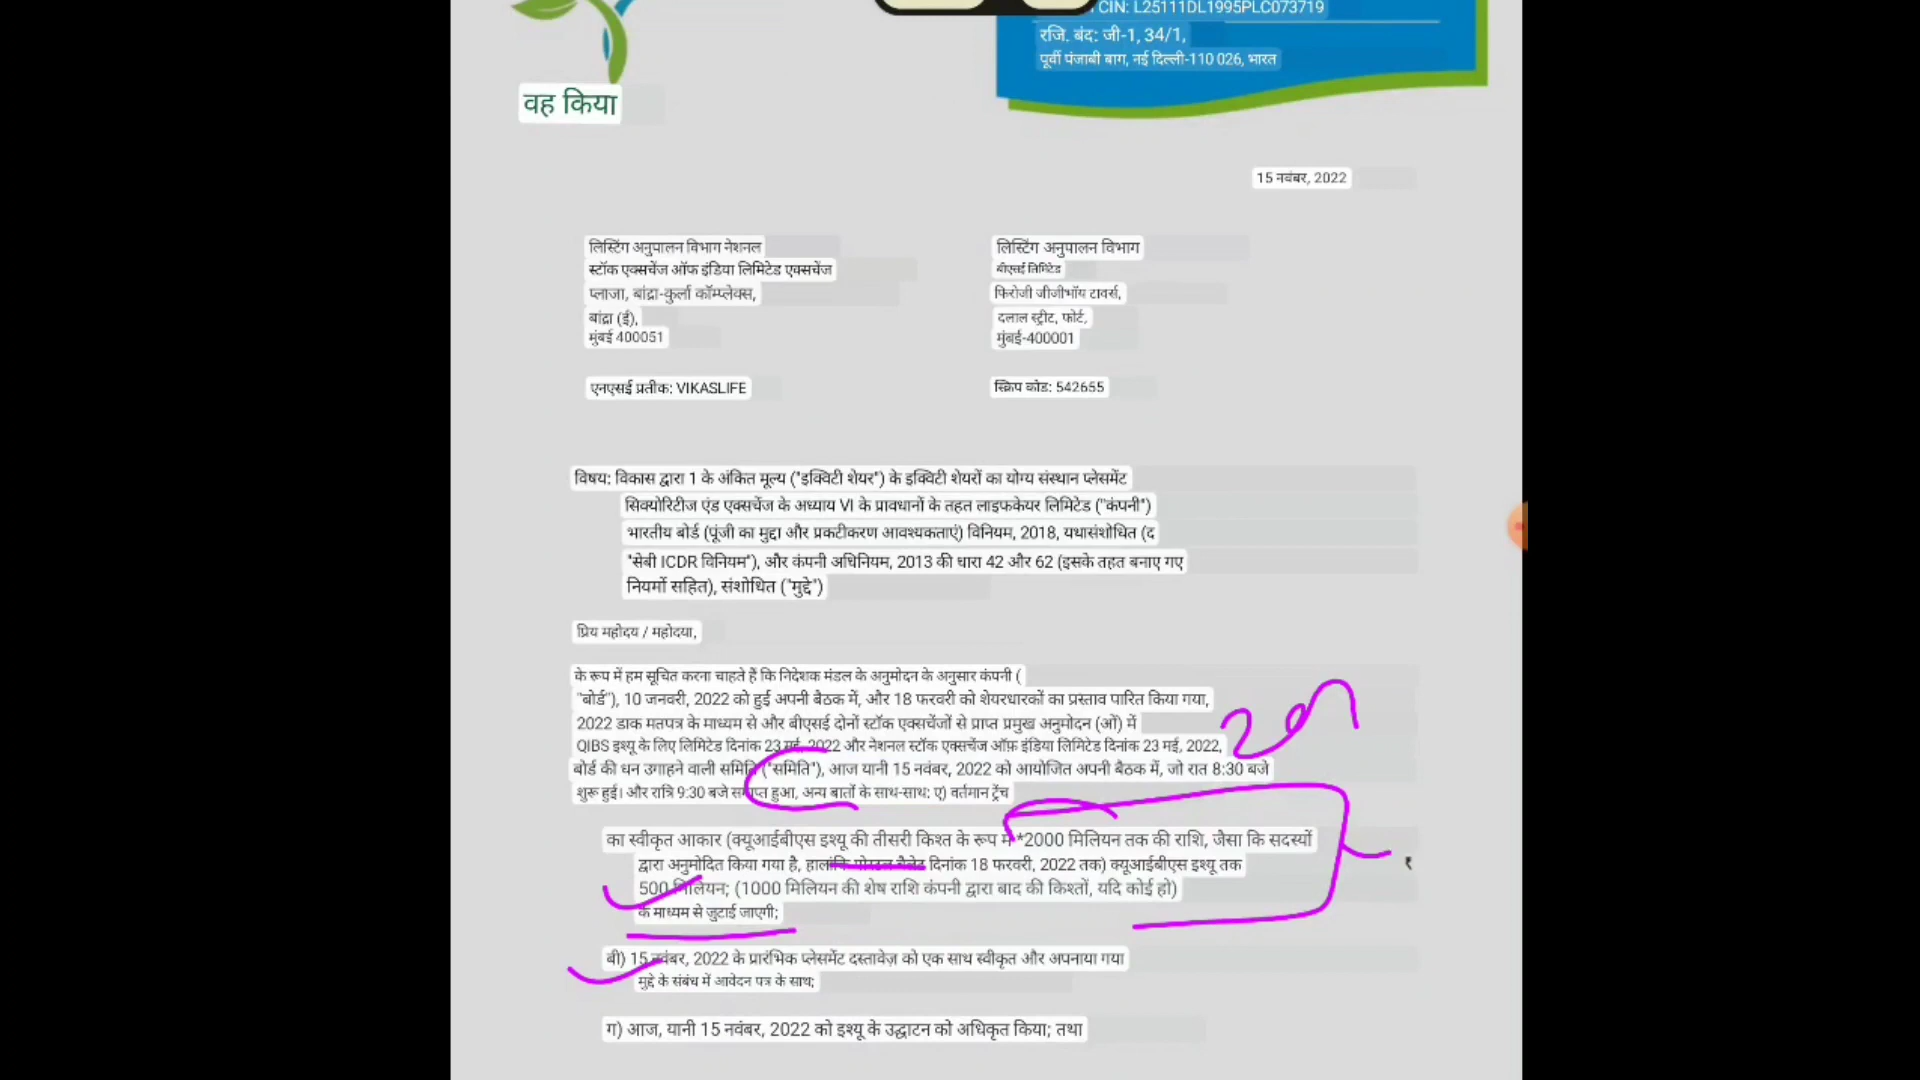 CIN: L25111DL1995PLC073719
रजि. बंद: जी-1, 34/1,
पूर्वी पंजाबी बाग, नई दिल्ली-110 026, भारत
वह किया
15 नवंबर, 2022
लिस्टिंग अनुपालन विभाग नेशनल
स्टॉक एक्सचेंज ऑफ इंडिया लिमिटेड एक्सचेंज
प्लाजा, बांद्रा-कुर्ला कॉम्प्लेक्स,
बांद्रा (ई),
मुंबई 400051
लिस्टिंग अनुपालन विभाग
बीएसई लिमिटेड
फिरोजी जीजीभॉय टावर्स,
दलाल स्ट्रीट, फोर्ट,
मुंबई-400001
एनएसई प्रतीक: VIKASLIFE
स्क्रिप कोड: 542655
विषय: विकास द्वारा 1 के अंकित मूल्य ("इक्विटी शेयर") के इक्विटी शेयरों का योग्य संस्थान प्लेसमेंट
सिक्योरिटीज एंड एक्सचेंज के अध्याय VI के प्रावधानों के तहत लाइफकेयर लिमिटेड ("कंपनी")
भारतीय बोर्ड (पूंजी का मुद्दा और प्रकटीकरण आवश्यकताएं) विनियम, 2018, यथासंशोधित (द
"सेबी ICDR विनियम"), और कंपनी अधिनियम, 2013 की धारा 42 और 62 (इसके तहत बनाए गए
नियमों सहित), संशोधित ("मुद्दे")
प्रिय महोदय / महोदया,
के रूप में हम सूचित करना चाहते हैं कि निदेशक मंडल के अनुमोदन के अनुसार कंपनी (
"बोर्ड"), 10 जनवरी, 2022 को हुई अपनी बैठक में, और 18 फरवरी को शेयरधारकों का प्रस्ताव पारित किया गया,
2022 डाक मतपत्र के माध्यम से और बीएसई दोनों स्टॉक एक्सचेंजों से प्राप्त प्रमुख अनुमोदन (ओं) में
QIBS इश्यू के लिए लिमिटेड दिनांक 23 मई, 2022 और नेशनल स्टॉक एक्सचेंज ऑफ़ इंडिया लिमिटेड दिनांक 23 मई, 2022,
बोर्ड की धन उगाहने वाली समिति ("समिति"), आज यानी 15 नवंबर, 2022 को आयोजित अपनी बैठक में, जो रात 8:30 बजे
शुरू हुई। और रात्रि 9:30 बजे समाप्त हुआ, अन्य बातों के साथ-साथ: ए) वर्तमान ट्रेंच
का स्वीकृत आकार (क्यूआईबीएस इश्यू की तीसरी किश्त के रूप में *2000 मिलियन तक की राशि, जैसा कि सदस्यों
द्वारा अनुमोदित किया गया है, हालांकि पोस्टल बैलेट दिनांक 18 फरवरी, 2022 तक) क्यूआईबीएस इश्यू तक
₹
500 मिलियन; (1000 मिलियन की शेष राशि कंपनी द्वारा बाद की किश्तों, यदि कोई हो)
के माध्यम से जुटाई जाएगी;
बी) 15 नवंबर, 2022 के प्रारंभिक प्लेसमेंट दस्तावेज़ को एक साथ स्वीकृत और अपनाया गया
मुद्दे के संबंध में आवेदन पत्र के साथ;
ग) आज, यानी 15 नवंबर, 2022 को इश्यू के उद्घाटन को अधिकृत किया; तथा